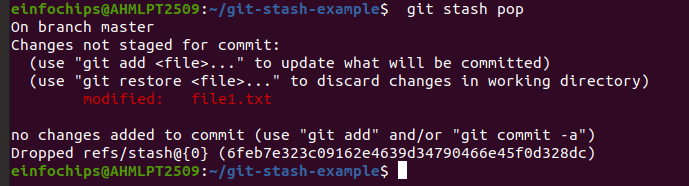 einfochips@AHMLPT2509:~/git-stash-example$  git stash pop
On branch master
Changes not staged for commit:
  (use "git add <file>..." to update what will be committed)
  (use "git restore <file>..." to discard changes in working directory)
        modified:   file1.txt

no changes added to commit (use "git add" and/or "git commit -a")
Dropped refs/stash@{0} (6feb7e323c09162e4639d34790466e45f0d328dc)
einfochips@AHMLPT2509:~/git-stash-example$